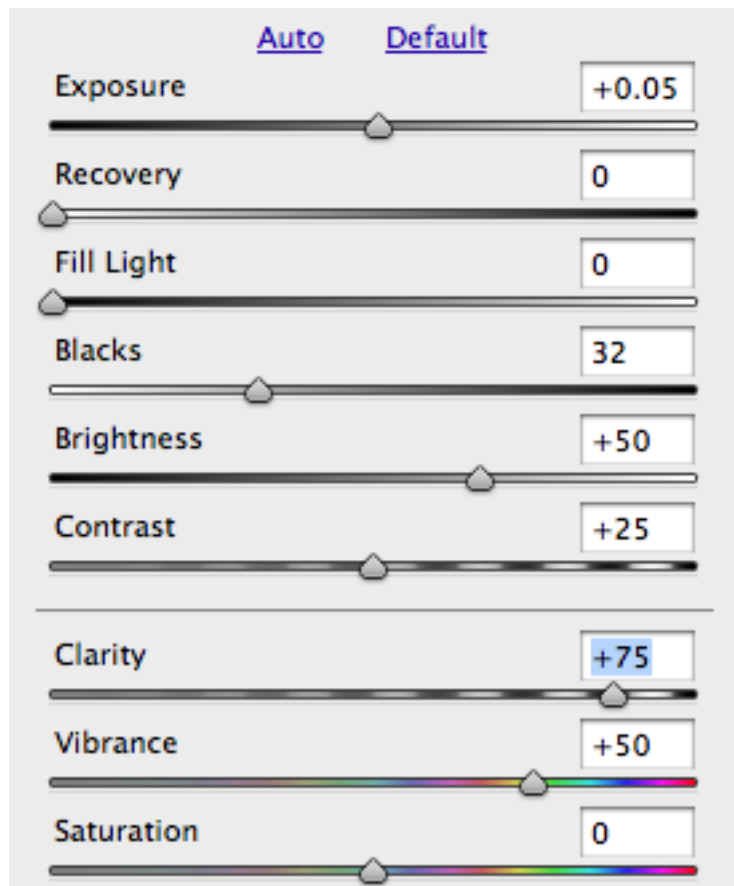 Auto Default
Exposure +0.05
Recovery 0
Fill Light 0
Blacks 32
Brightness +50
Contrast +25
Clarity +75
Vibrance +50
Saturation 0